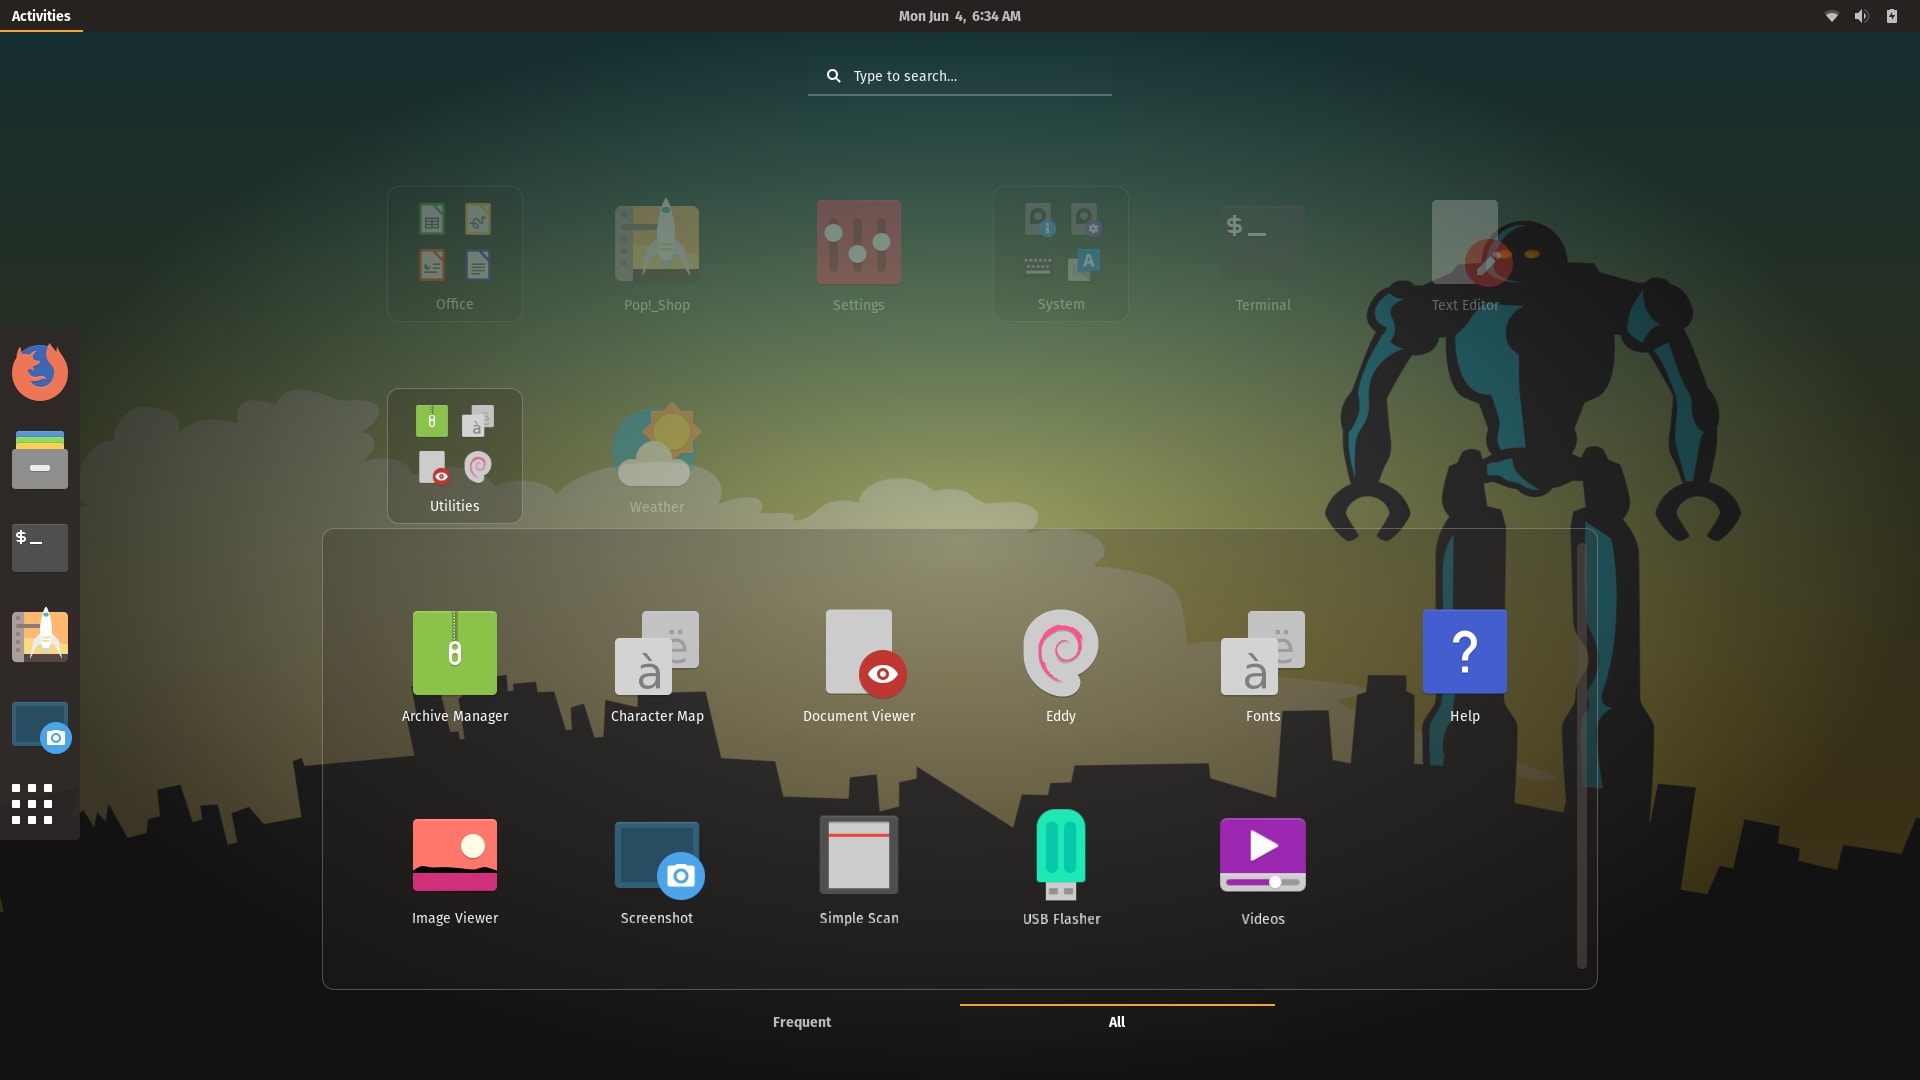 Activities
Mon Jun 4, 6:34 AM
Type to search...
$_
Office
Pop!_Shop
Settings
System
Terminal
Text Editor
A
$_
à ë
Utilities
Weather
$_
à ë
à ë
?
Archive Manager
Character Map
Document Viewer
Eddy
Fonts
Help
Image Viewer
Screenshot
Simple Scan
USB Flasher
Videos
Frequent
All